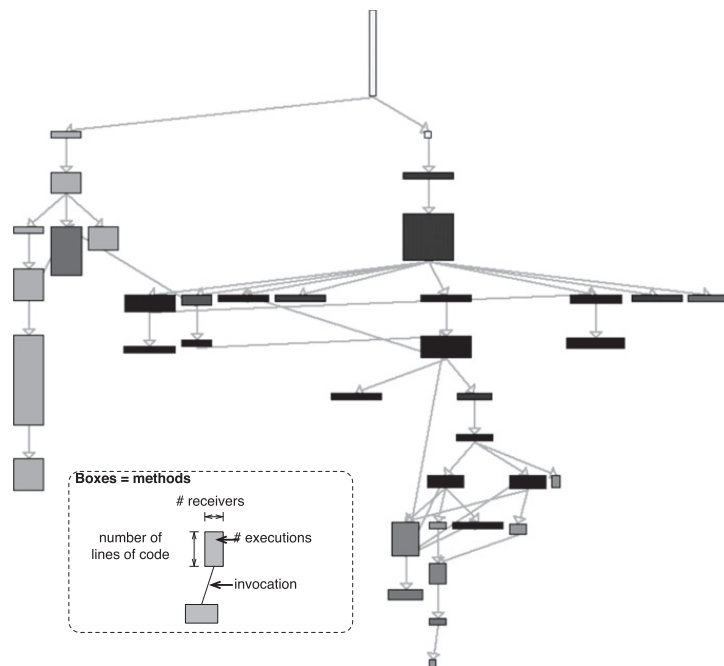 Boxes = methods
# receivers
number of
lines of code
# executions
invocation